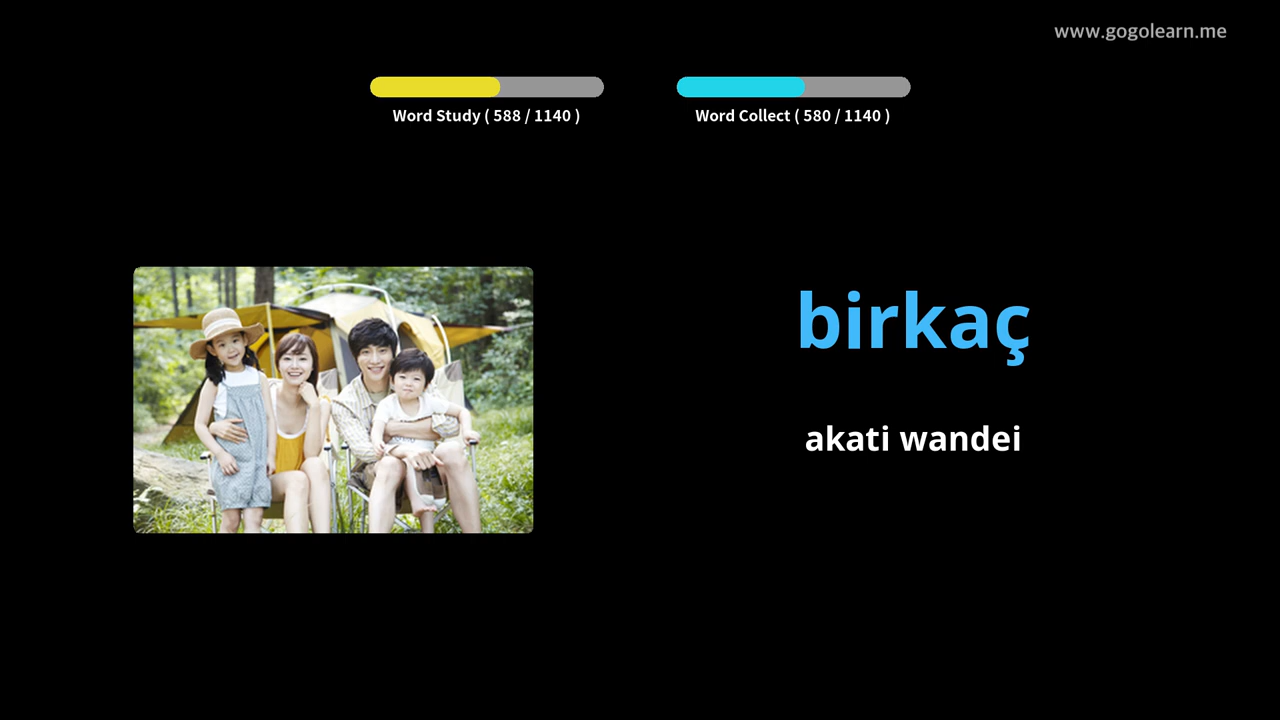 www.gogolearn.me
Word Study ( 588 / 1140 )
Word Collect ( 580 / 1140 )
birkaç
akati wandei